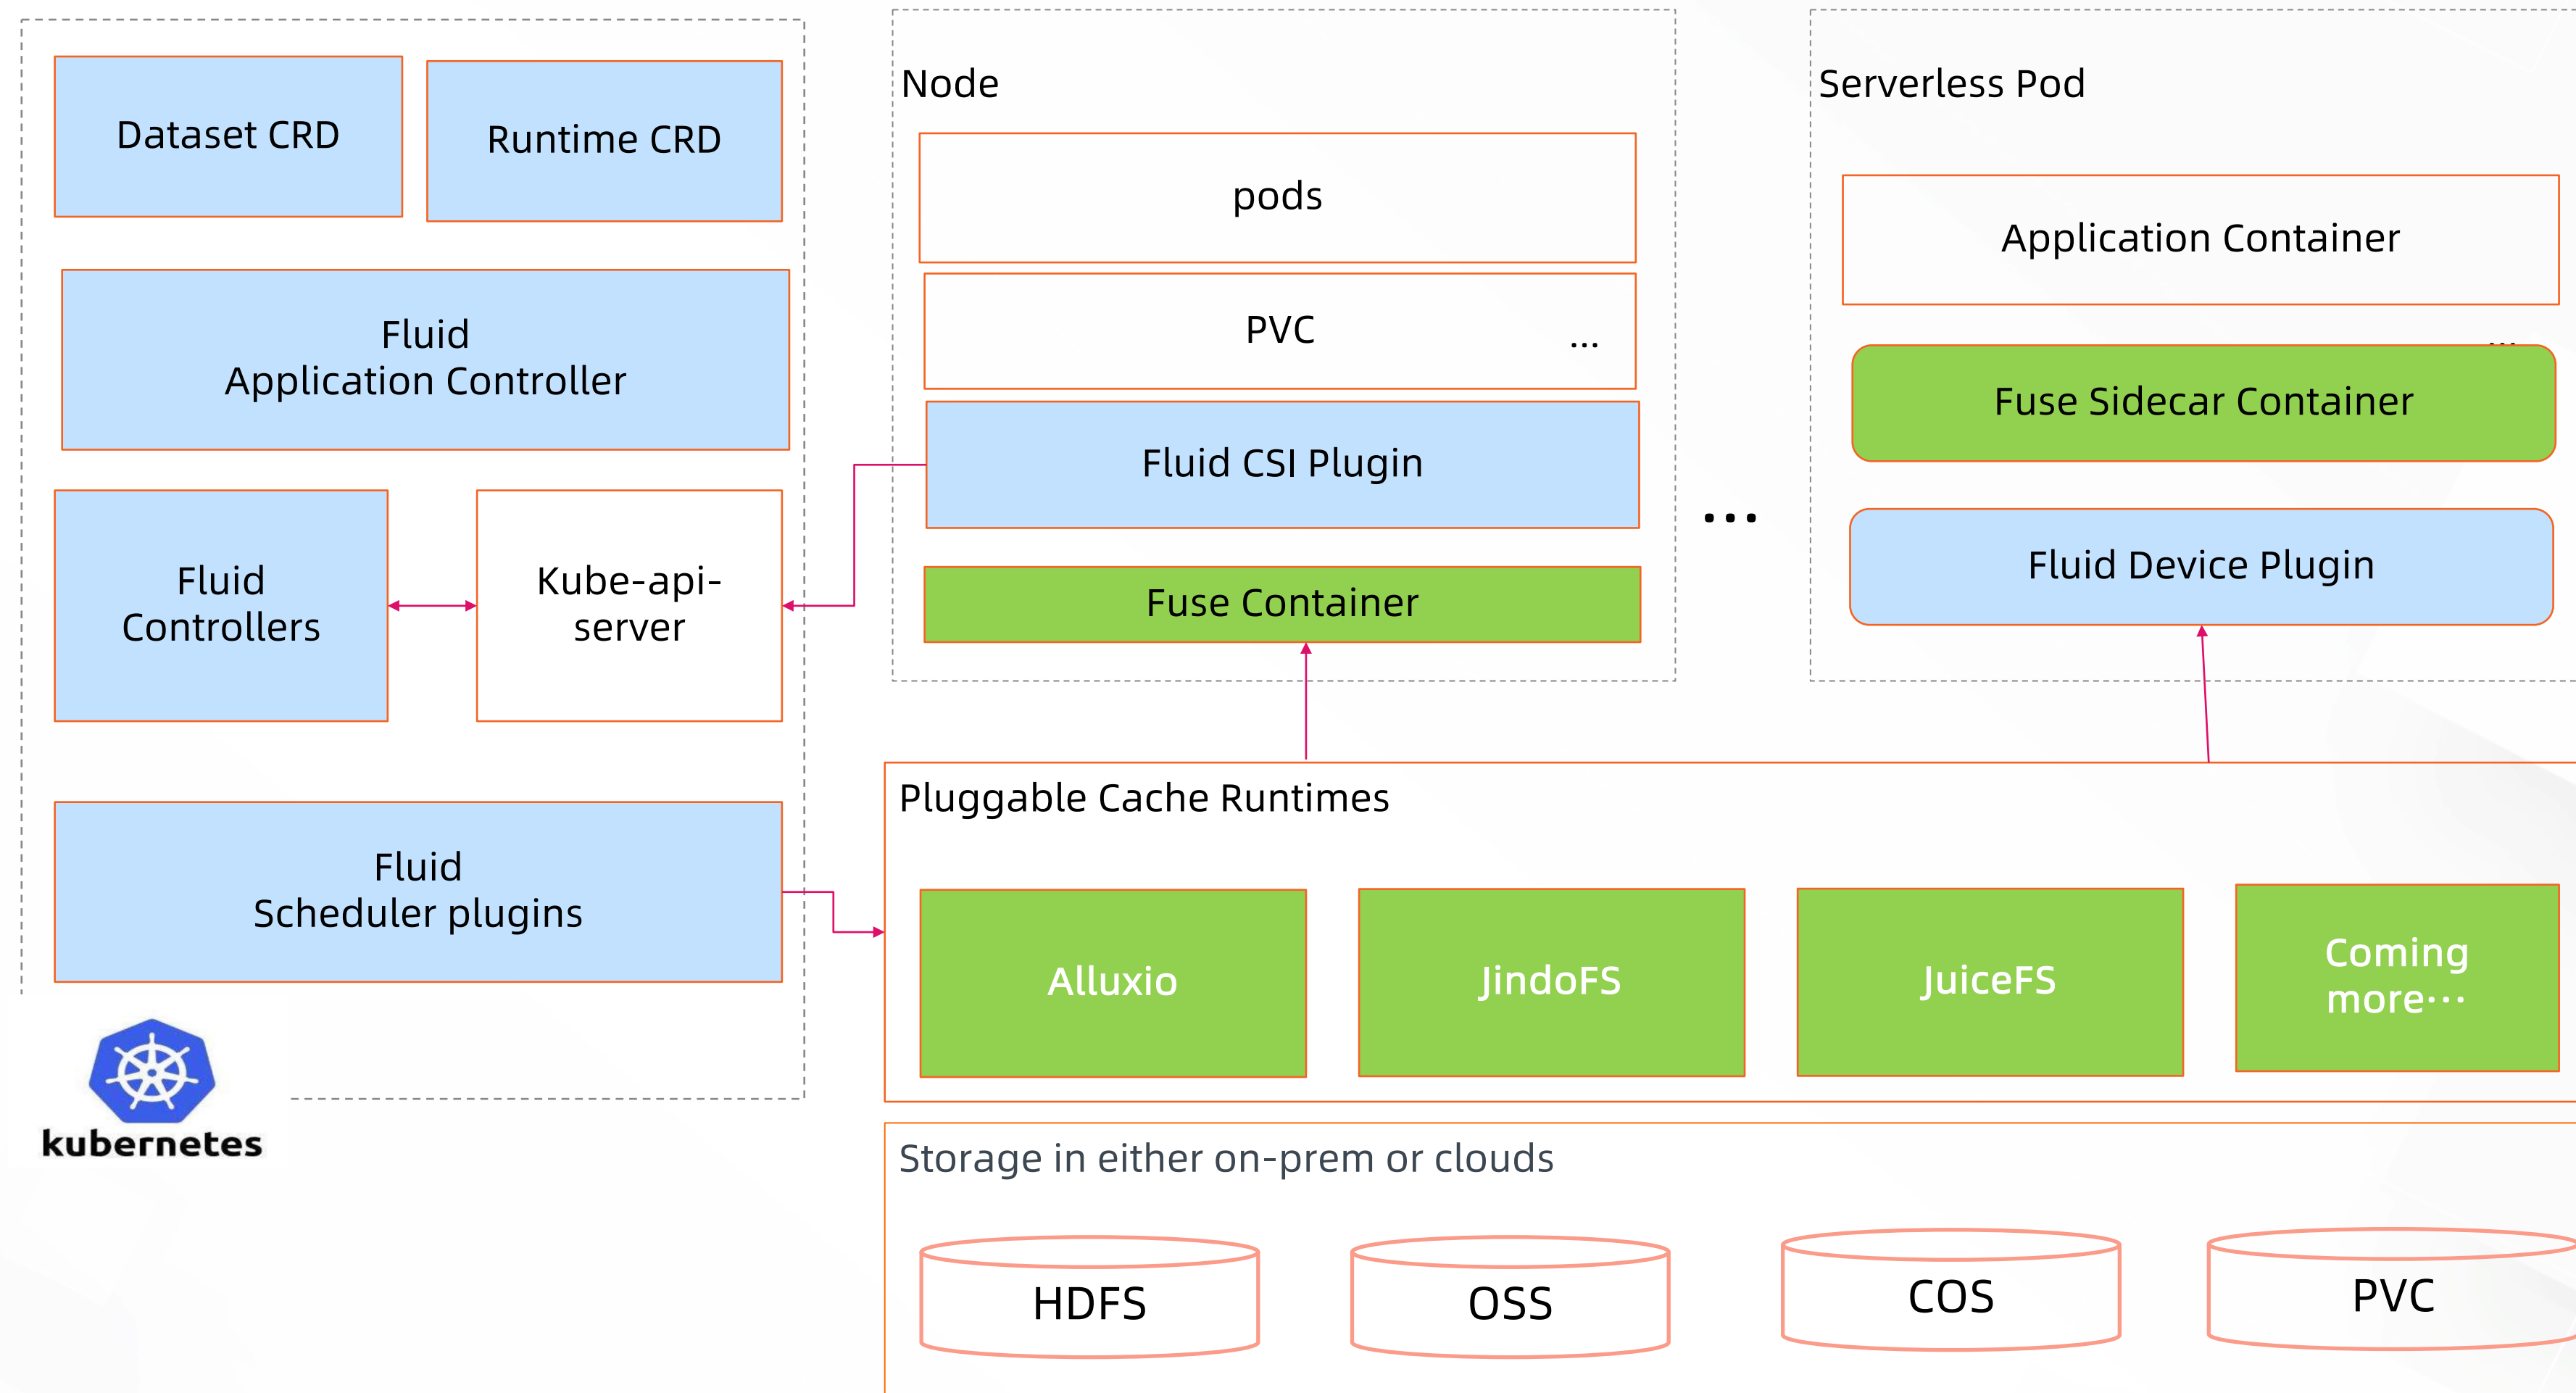 Dataset CRD
Runtime CRD
Fluid
Application Controller
Fluid
Controllers
Kube-api-
server
Fluid
Scheduler plugins
kubernetes
Node
pods
PVC
...
Fluid CSI Plugin
Fuse Container
...
Serverless Pod
Application Container
...
Fuse Sidecar Container
Fluid Device Plugin
Pluggable Cache Runtimes
Alluxio
JindoFS
JuiceFS
Coming
more···
Storage in either on-prem or clouds
HDFS
OSS
COS
PVC